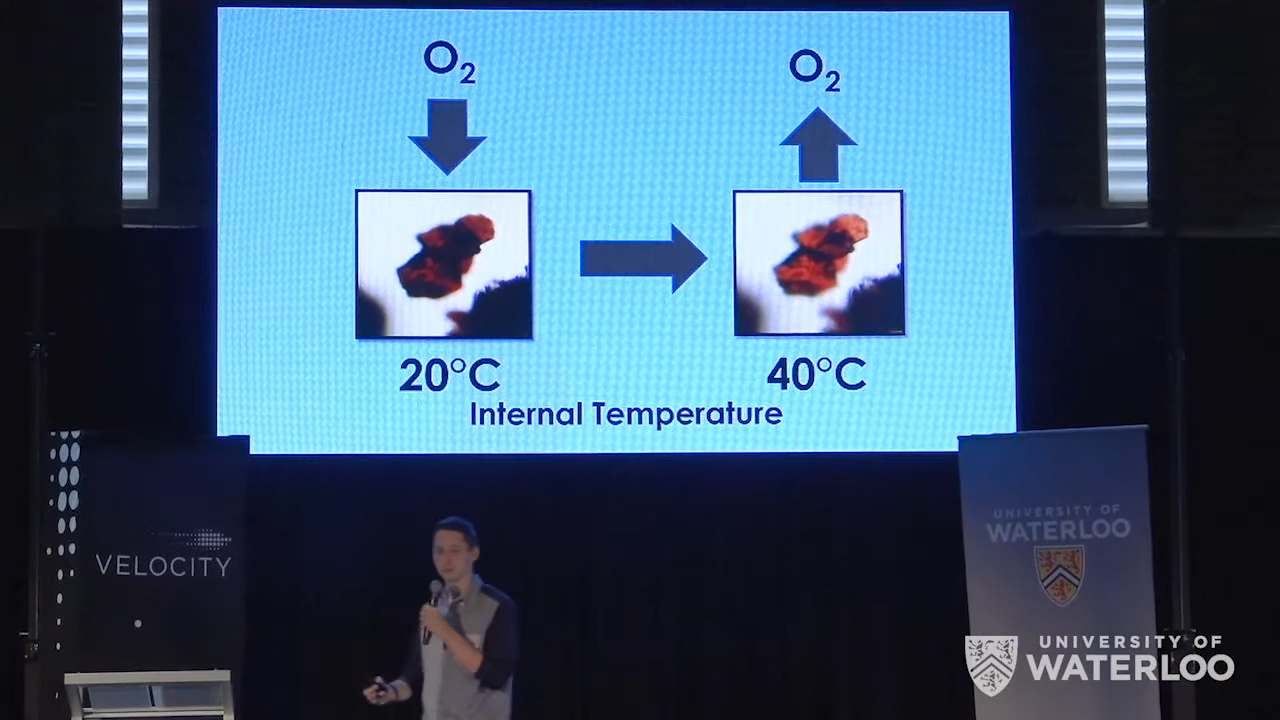 O₂
O₂
20°C
40°C
Internal Temperature
VELOCITY
UNIVERSITY OF
WATERLOO
UNIVERSITY OF
WATERLOO